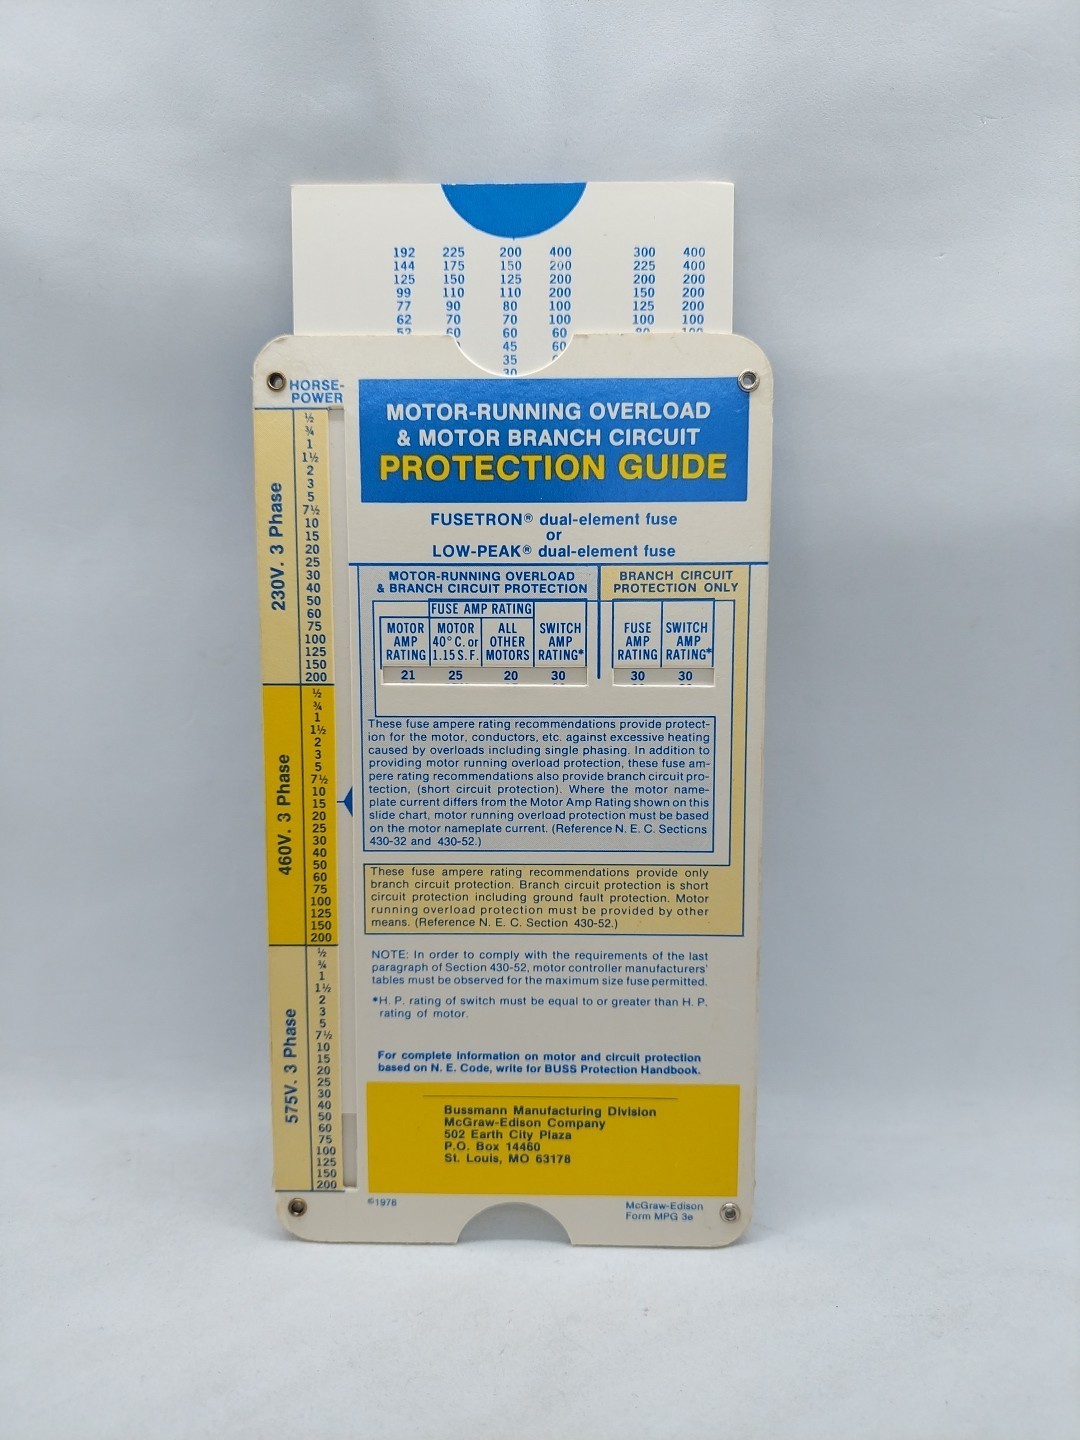 192 225 200 400 300 400
144 175 150 200 225 400
125 150 125 200 200 200
99 110 110 200 150 200
77 90 80 100 125 200
62 70 70 100 100 100
52 60 60 60 80 100
45 60
35
30
HORSE-
POWER
230V. 3 Phase
½
¾
1
1½
2
3
5
7½
10
15
20
25
30
40
50
60
75
100
125
150
200
460V. 3 Phase
½
¾
1
1½
2
3
5
7½
10
15
20
25
30
40
50
60
75
100
125
150
200
575V. 3 Phase
½
¾
1
1½
2
3
5
7½
10
15
20
25
30
40
50
60
75
100
125
150
200
MOTOR-RUNNING OVERLOAD
& MOTOR BRANCH CIRCUIT
PROTECTION GUIDE
FUSETRON® dual-element fuse
or
LOW-PEAK® dual-element fuse
MOTOR-RUNNING OVERLOAD
& BRANCH CIRCUIT PROTECTION
BRANCH CIRCUIT
PROTECTION ONLY
FUSE AMP RATING
MOTOR
AMP
RATING
MOTOR
40°C. or
1.15 S.F.
ALL
OTHER
MOTORS
SWITCH
AMP
RATING*
FUSE
AMP
RATING
SWITCH
AMP
RATING*
21 25 20 30 30 30
These fuse ampere rating recommendations provide protect-
ion for the motor, conductors, etc. against excessive heating
caused by overloads including single phasing. In addition to
providing motor running overload protection, these fuse am-
pere rating recommendations also provide branch circuit pro-
tection, (short circuit protection). Where the motor name-
plate current differs from the Motor Amp Rating shown on this
slide chart, motor running overload protection must be based
on the motor nameplate current. (Reference N. E. C. Sections
430-32 and 430-52.)
These fuse ampere rating recommendations provide only
branch circuit protection. Branch circuit protection is short
circuit protection including ground fault protection. Motor
running overload protection must be provided by other
means. (Reference N. E. C. Section 430-52.)
NOTE: In order to comply with the requirements of the last
paragraph of Section 430-52, motor controller manufacturers'
tables must be observed for the maximum size fuse permitted.
*H. P. rating of switch must be equal to or greater than H. P.
rating of motor.
For complete information on motor and circuit protection
based on N. E. Code, write for BUSS Protection Handbook.
Bussmann Manufacturing Division
McGraw-Edison Company
502 Earth City Plaza
P.O. Box 14460
St. Louis, MO 63178
©1978
McGraw-Edison
Form MPG 3e